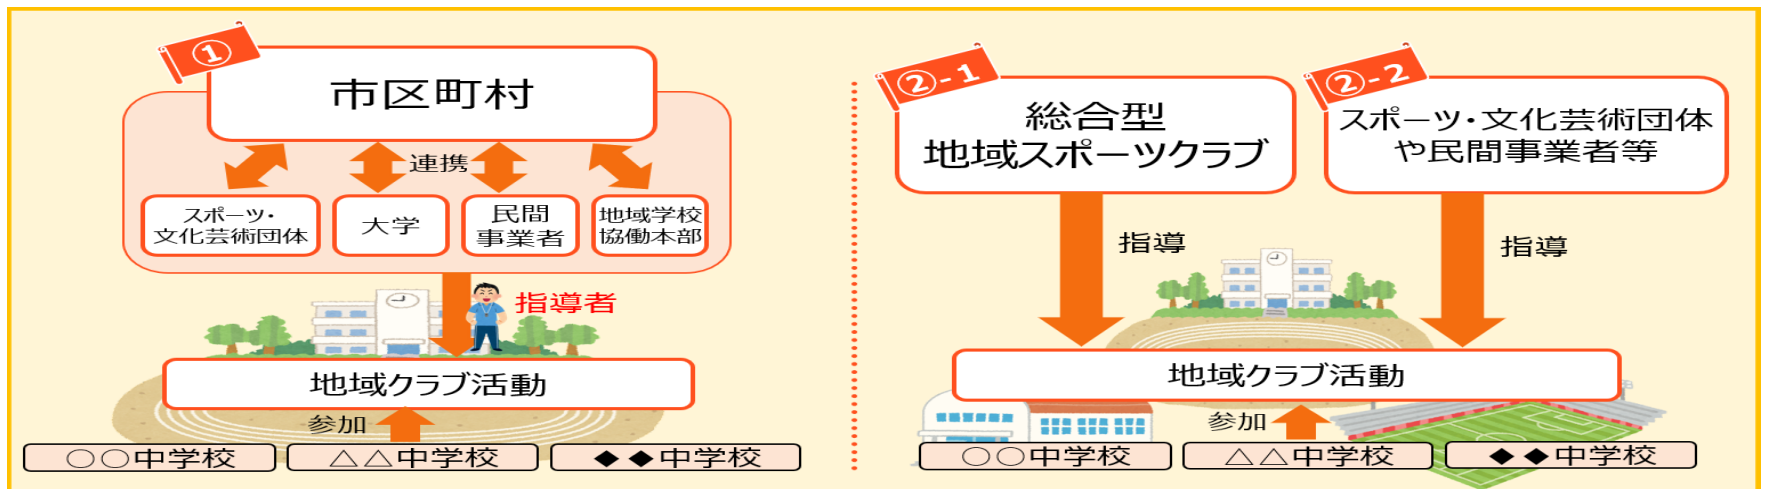 ①
市区町村
連携
スポーツ・
文化芸術団体
大学
民間
事業者
地域学校
協働本部
指導者
地域クラブ活動
参加
○○中学校
△△中学校
◆◆中学校
②-1
総合型
地域スポーツクラブ
②-2
スポーツ・文化芸術団体
や民間事業者等
指導
指導
地域クラブ活動
参加
○○中学校
△△中学校
◆◆中学校